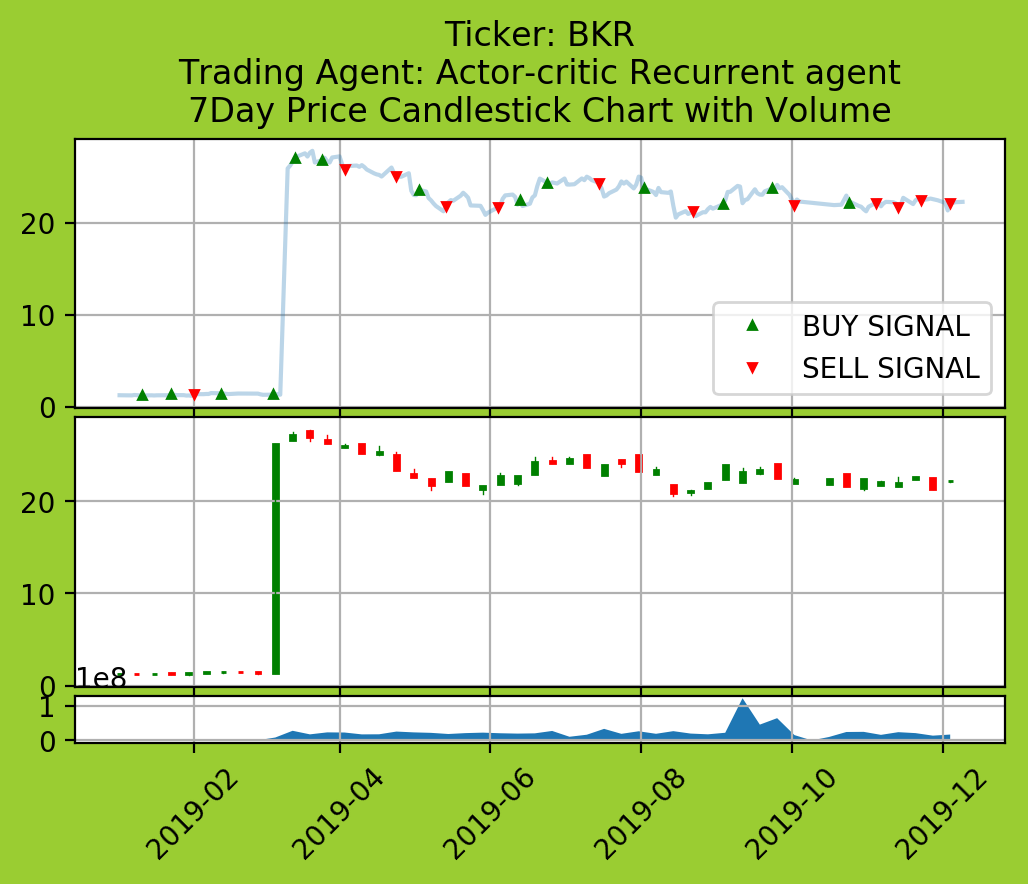 Ticker: BKR
Trading Agent: Actor-critic Recurrent agent
7Day Price Candlestick Chart with Volume
20
10
0
BUY SIGNAL
SELL SIGNAL
20
10
0
1e8
1
0
2019-02
2019-04
2019-06
2019-08
2019-10
2019-12